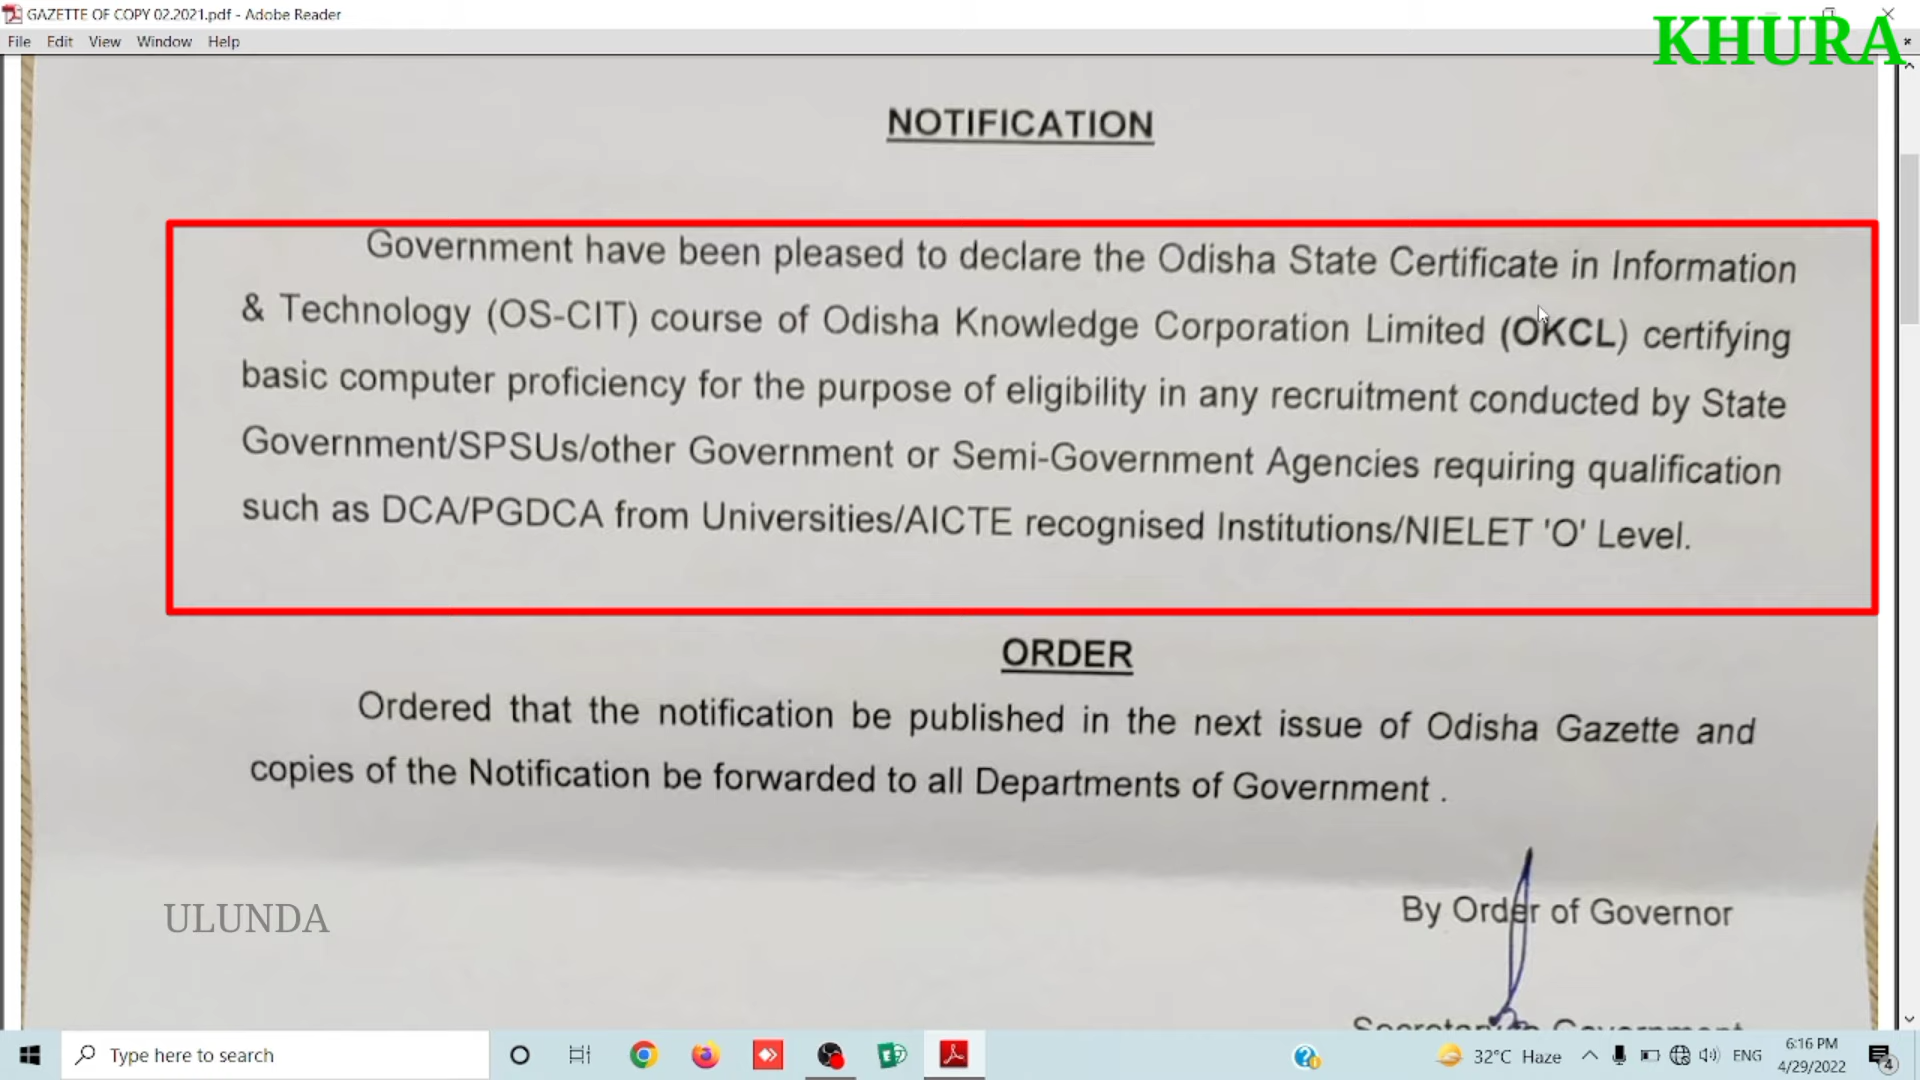 GAZETTE OF COPY 02.2021.pdf - Adobe Reader
KHURA
File Edit View Window Help
NOTIFICATION
Government have been pleased to declare the Odisha State Certificate in Information
& Technology (OS-CIT) course of Odisha Knowledge Corporation Limited (OKCL) certifying
basic computer proficiency for the purpose of eligibility in any recruitment conducted by State
Government/SPSUs/other Government or Semi-Government Agencies requiring qualification
such as DCA/PGDCA from Universities/AICTE recognised Institutions/NIELET 'O' Level.
ORDER
Ordered that the notification be published in the next issue of Odisha Gazette and
copies of the Notification be forwarded to all Departments of Government .
ULUNDA
By Order of Governor
Type here to search
32°C Haze
ENG
6:16 PM
4/29/2022
4